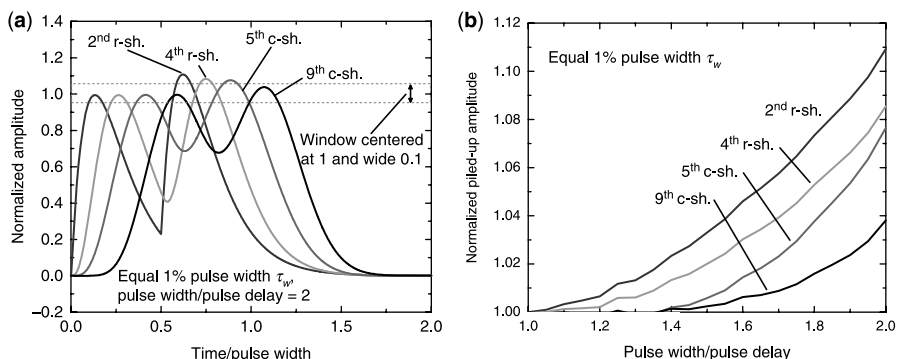 (a)
1.4
1.2
1.0
0.8
0.6
0.4
0.2
0.0
−0.2
Normalized amplitude
2nd r-sh.
4th r-sh.
5th c-sh.
9th c-sh.
Window centered
at 1 and wide 0.1
Equal 1% pulse width τw,
pulse width/pulse delay = 2
0.0
0.5
1.0
1.5
2.0
Time/pulse width
(b)
1.12
1.10
1.08
1.06
1.04
1.02
1.00
Normalized piled-up amplitude
Equal 1% pulse width τw
2nd r-sh.
4th r-sh.
5th c-sh.
9th c-sh.
1.0
1.2
1.4
1.6
1.8
2.0
Pulse width/pulse delay